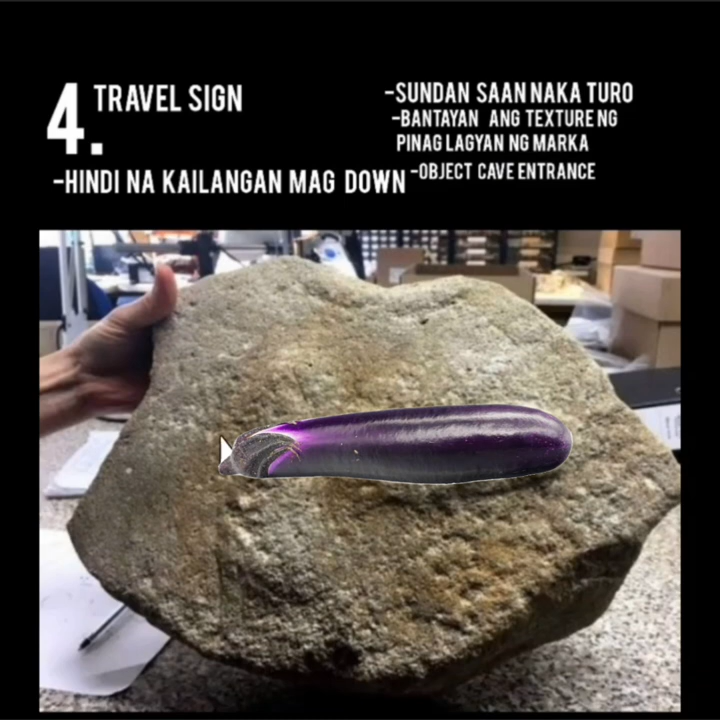 4. TRAVEL SIGN
-HINDI NA KAILANGAN MAG DOWN
-SUNDAN SAAN NAKA TURO
-BANTAYAN ANG TEXTURE NG
PINAG LAGYAN NG MARKA
-OBJECT CAVE ENTRANCE